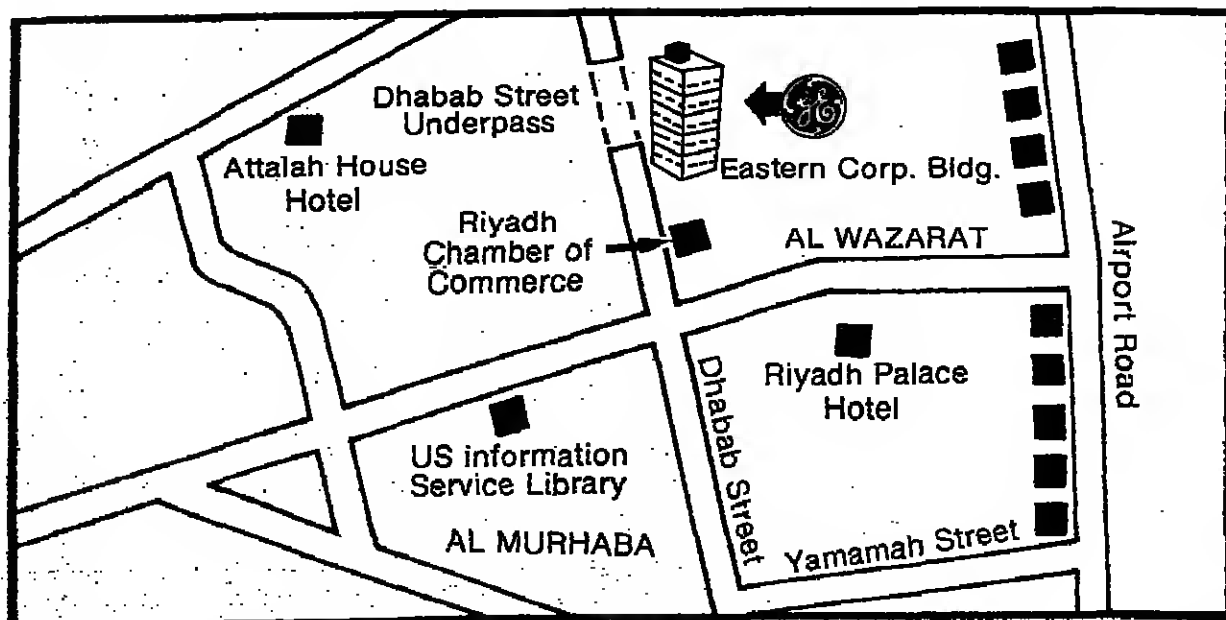 Dhabab Street
Underpass
Attalah House
Hotel
GE
Eastern Corp. Bldg.
Riyadh
Chamber of
Commerce
AL WAZARAT
Airport Road
Riyadh Palace
Hotel
Dhabab Street
US information
Service Library
AL MURHABA
Yamamah Street